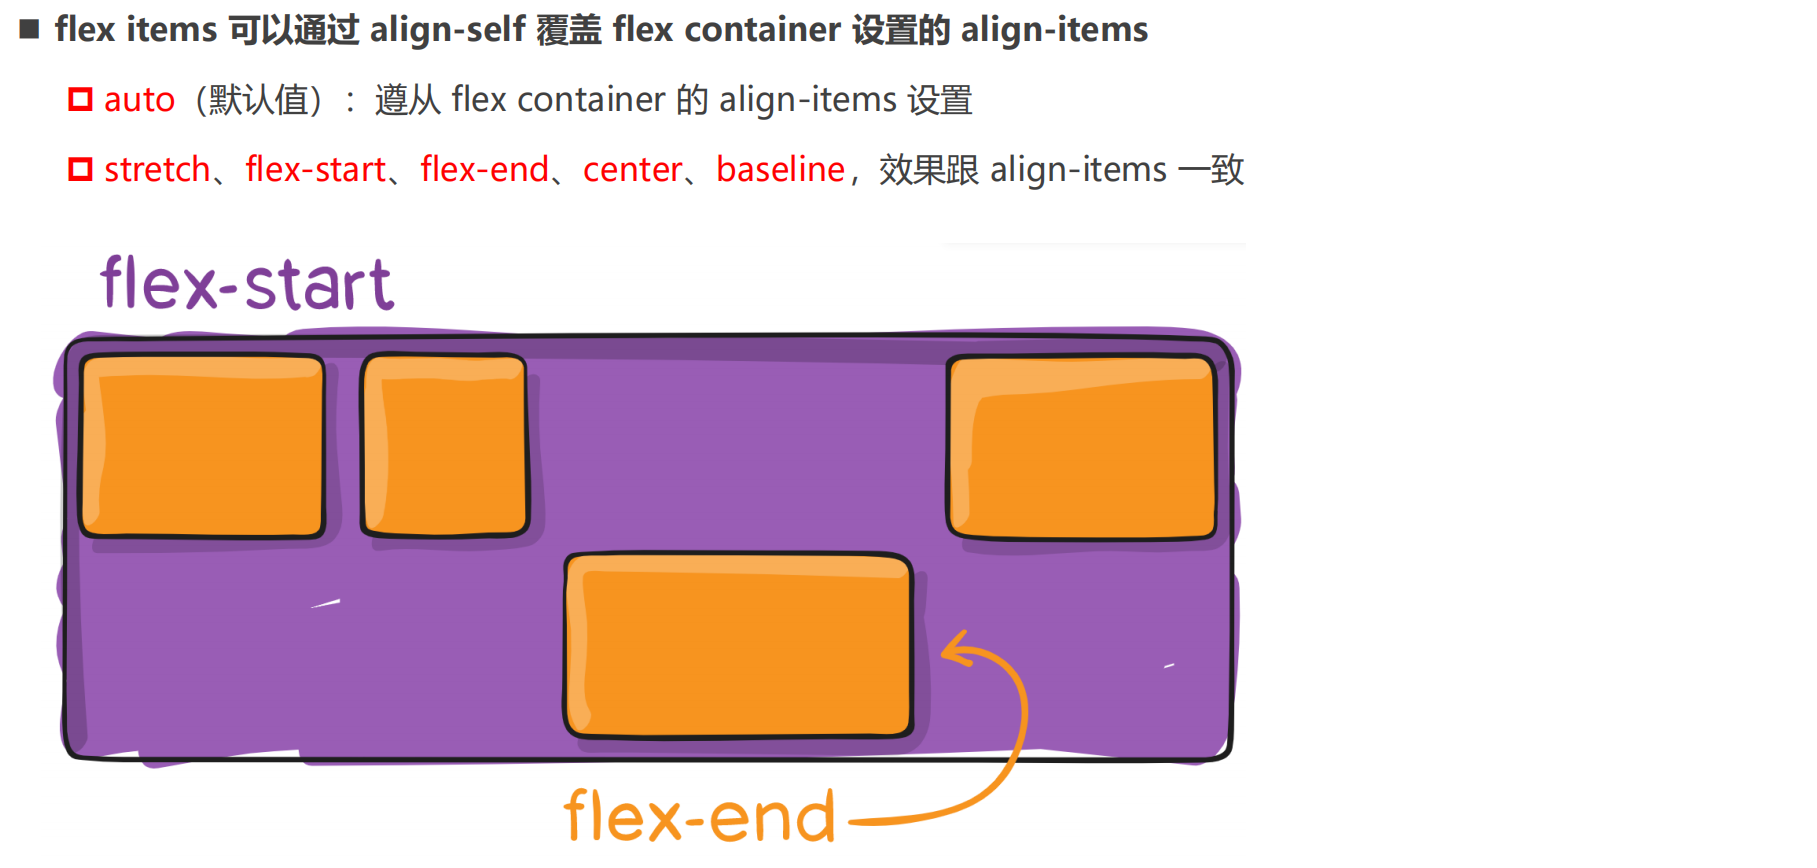 flex items 可以通过 align-self 覆盖 flex container 设置的 align-items
auto（默认值）：遵从 flex container 的 align-items 设置
stretch、flex-start、flex-end、center、baseline，效果跟 align-items 一致
flex-start
flex-end